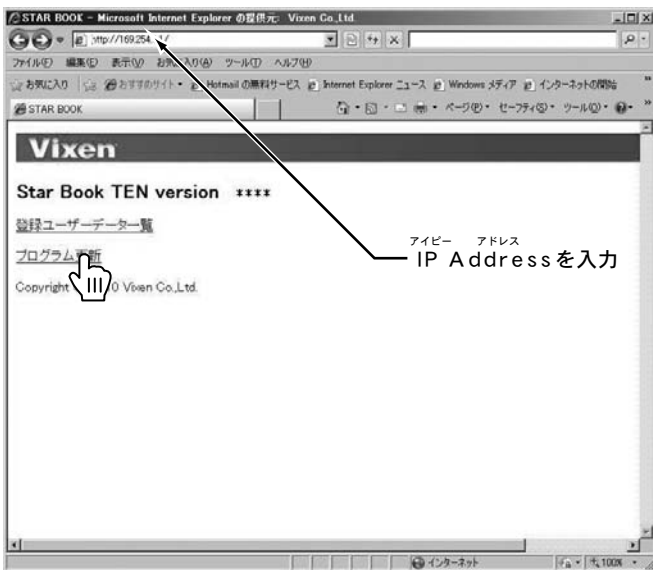 STAR BOOK - Microsoft Internet Explorer の提供元: Vixen Co.,Ltd.
http://169.254. 1/
ファイル(F) 編集(E) 表示(V) お気に入り(A) ツール(T) ヘルプ(H)
お気に入り おすすめサイト Hotmail の無料サービス Internet Explorer ニュース Windows メディア インターネットの開始
STAR BOOK ページ(P) セーフティ(S) ツール(O)
Vixen
Star Book TEN version ****
登録ユーザーデータ一覧
プログラム更新
Copyright 0 Vixen Co.,Ltd.
アイピー アドレス
IP Addressを入力
インターネット 100%